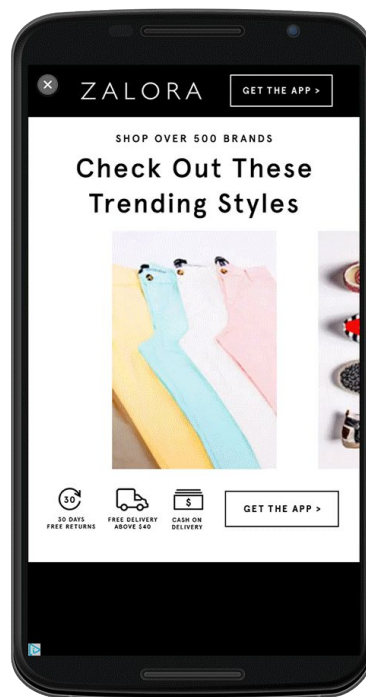 ZALORA
GET THE APP >
SHOP OVER 500 BRANDS
Check Out These
Trending Styles
30
$
30 DAYS
FREE RETURNS
FREE DELIVERY
ABOVE $40
CASH ON
DELIVERY
GET THE APP >